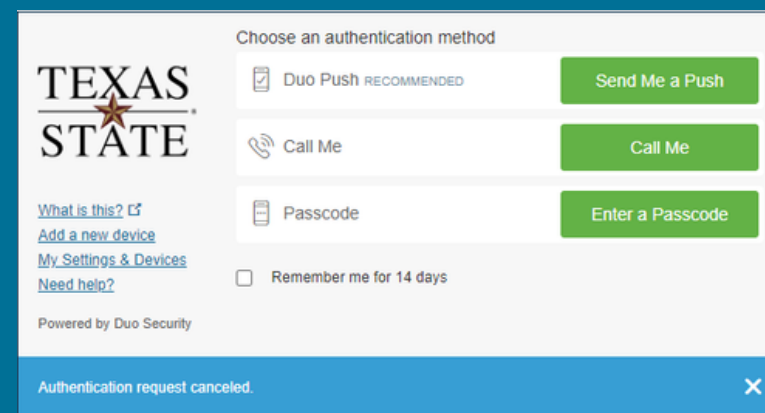 Choose an authentication method
TEXAS
STATE
Duo Push RECOMMENDED
Send Me a Push
Call Me
Call Me
Passcode
Enter a Passcode
Remember me for 14 days
What is this?
Add a new device
My Settings & Devices
Need help?
Powered by Duo Security
Authentication request canceled.